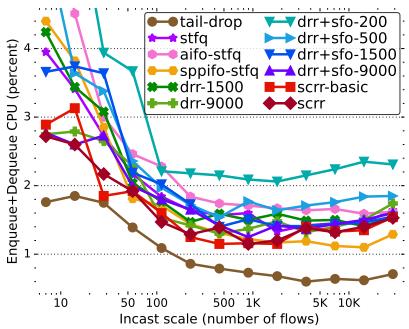 tail-drop
stfq
aifo-stfq
sppifo-stfq
drr-1500
drr-9000
drr+sfo-200
drr+sfo-500
drr+sfo-1500
drr+sfo-9000
scrr-basic
scrr
Enqueue+Dequeue CPU (percent)
4
3
2
1
10 50 100 500 1K 5K 10K
Incast scale (number of flows)